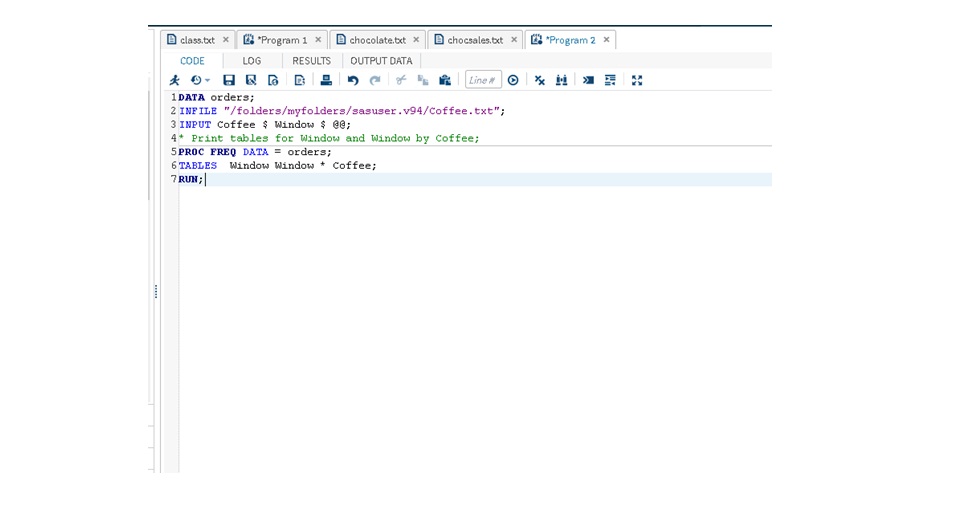 class.txt × *Program 1 × chocolate.txt × chocsales.txt × *Program 2 ×
CODE LOG RESULTS OUTPUT DATA
Line #
1 DATA orders;
2 INFILE "/folders/myfolders/sasuser.v94/Coffee.txt";
3 INPUT Coffee $ Window $ @@;
4 * Print tables for Window and Window by Coffee;
5 PROC FREQ DATA = orders;
6 TABLES  Window Window * Coffee;
7 RUN;